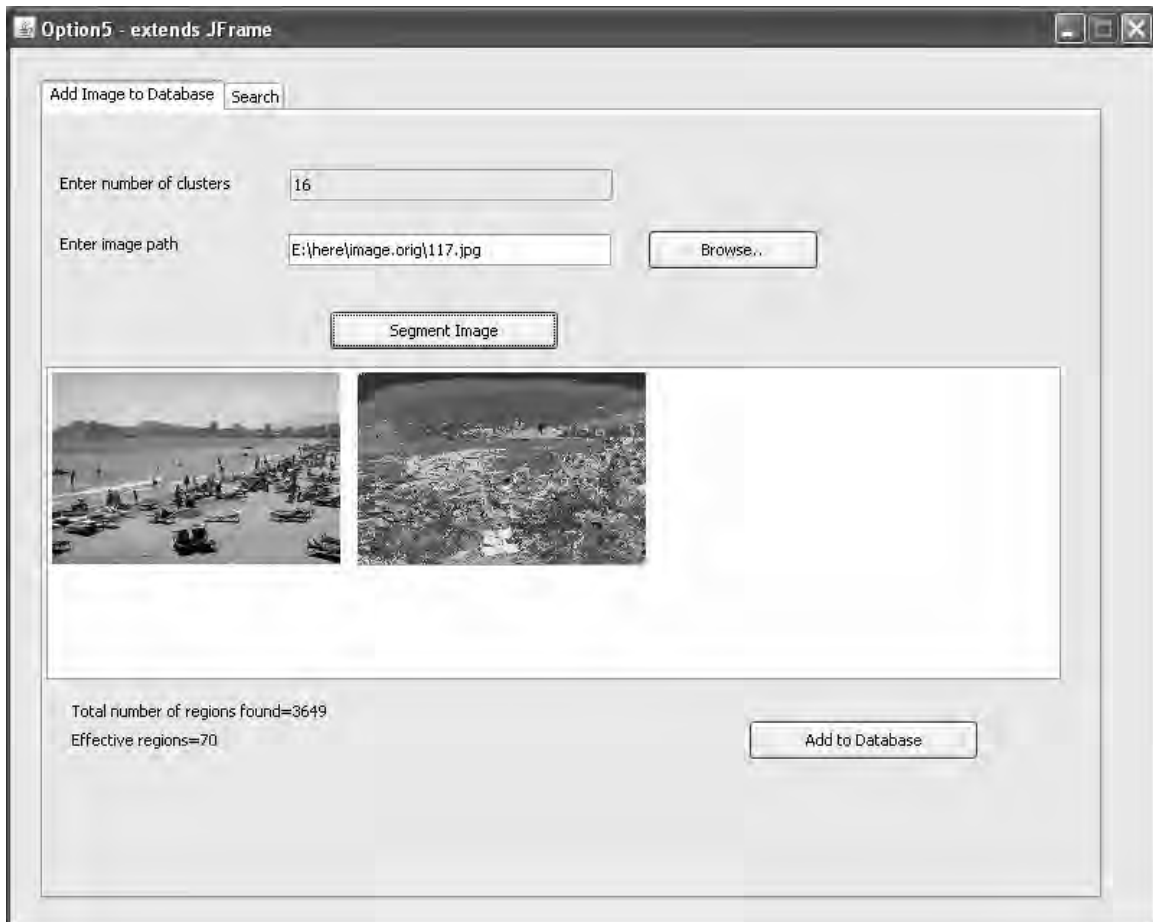 Option5 - extends JFrame
Add Image to Database
Search
Enter number of clusters
16
Enter image path
E:\here\image.orig\117.jpg
Browse..
Segment Image
Total number of regions found=3649
Effective regions=70
Add to Database